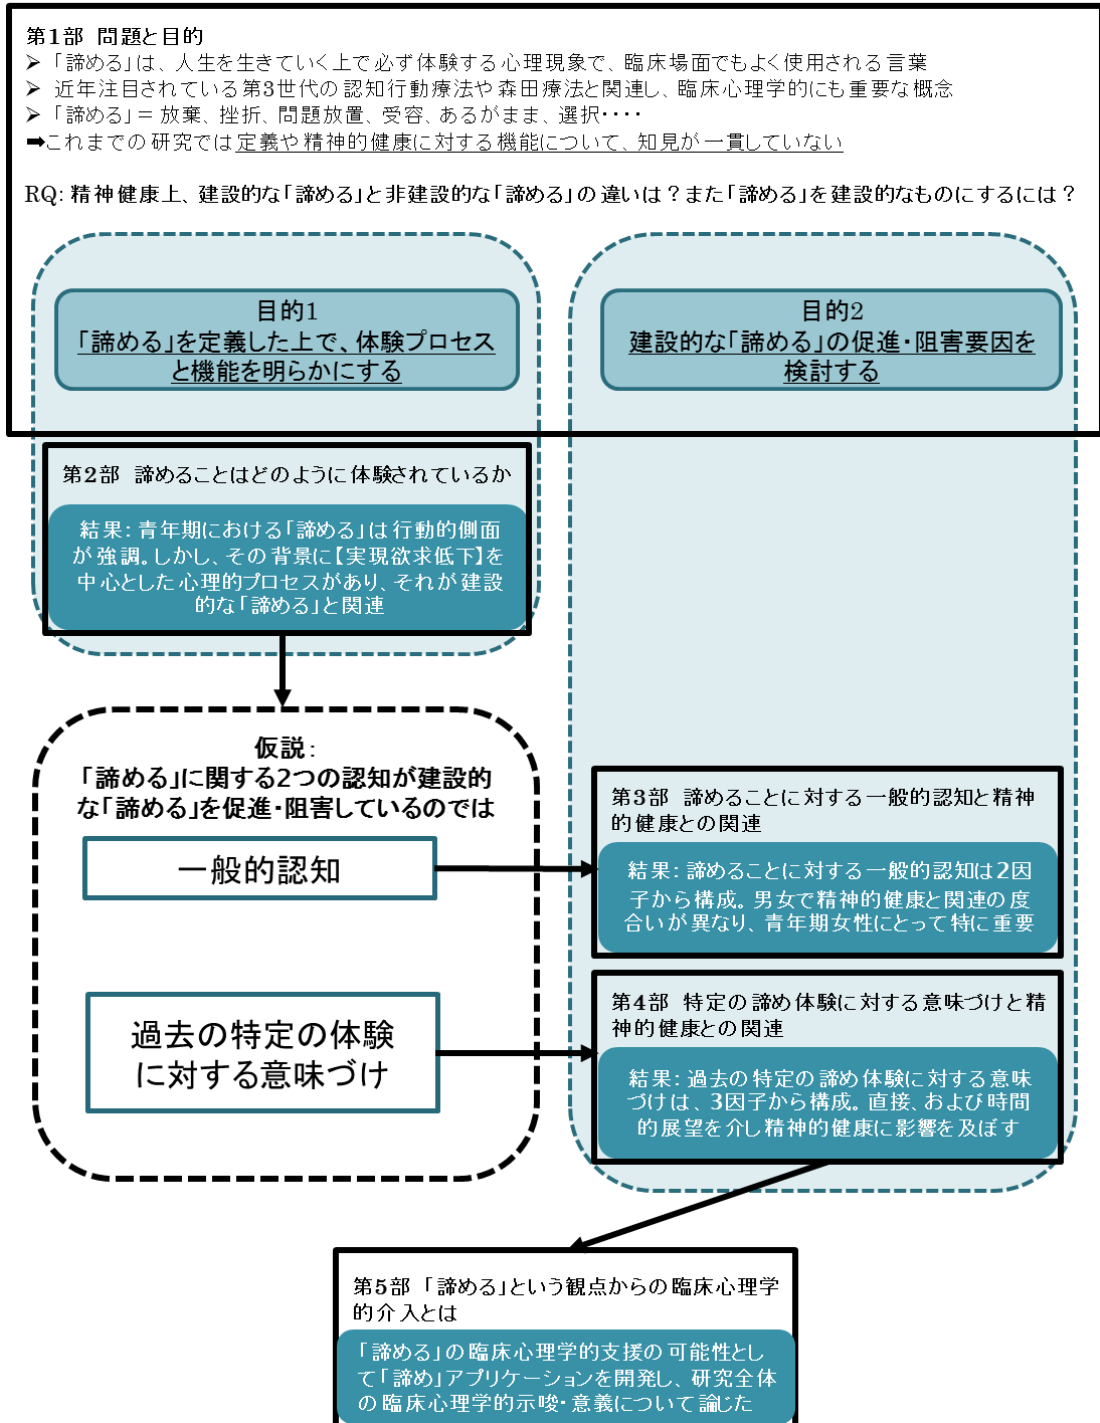 第1部 問題と目的
➤ 「諦める」は、人生を生きていく上で必ず体験する心理現象で、臨床場面でもよく使用される言葉
➤ 近年注目されている第3世代の認知行動療法や森田療法と関連し、臨床心理学的にも重要な概念
➤ 「諦める」= 放棄、挫折、問題放置、受容、あるがまま、選択・・・・
➡これまでの研究では定義や精神的健康に対する機能について、知見が一貫していない
RQ: 精神健康上、建設的な「諦める」と非建設的な「諦める」の違いは？また「諦める」を建設的なものにするには？
目的1
「諦める」を定義した上で、体験プロセス
と機能を明らかにする
目的2
建設的な「諦める」の促進・阻害要因を
検討する
第2部 諦めることはどのように体験されているか
結果: 青年期における「諦める」は行動的側面
が強調。しかし、その背景に【実現欲求低下】を
中心とした心理的プロセスがあり、それが建設
的な「諦める」と関連
仮説:
「諦める」に関する2つの認知が建設的
な「諦める」を促進・阻害しているのでは
一般的認知
過去の特定の体験
に対する意味づけ
第3部 諦めることに対する一般的認知と精神
的健康との関連
結果: 諦めることに対する一般的認知は2因
子から構成。男女で精神的健康と関連の度
合いが異なり、青年期女性にとって特に重要
第4部 特定の諦め体験に対する意味づけと精
神的健康との関連
結果: 過去の特定の諦め体験に対する意味
づけは、3因子から構成。直接、および時間
的展望を介し精神的健康に影響を及ぼす
第5部 「諦める」という観点からの臨床心理学
的介入とは
「諦める」の臨床心理学的支援の可能性とし
て「諦め」アプリケーションを開発し、研究全体
の臨床心理学的示唆・意義について論じた